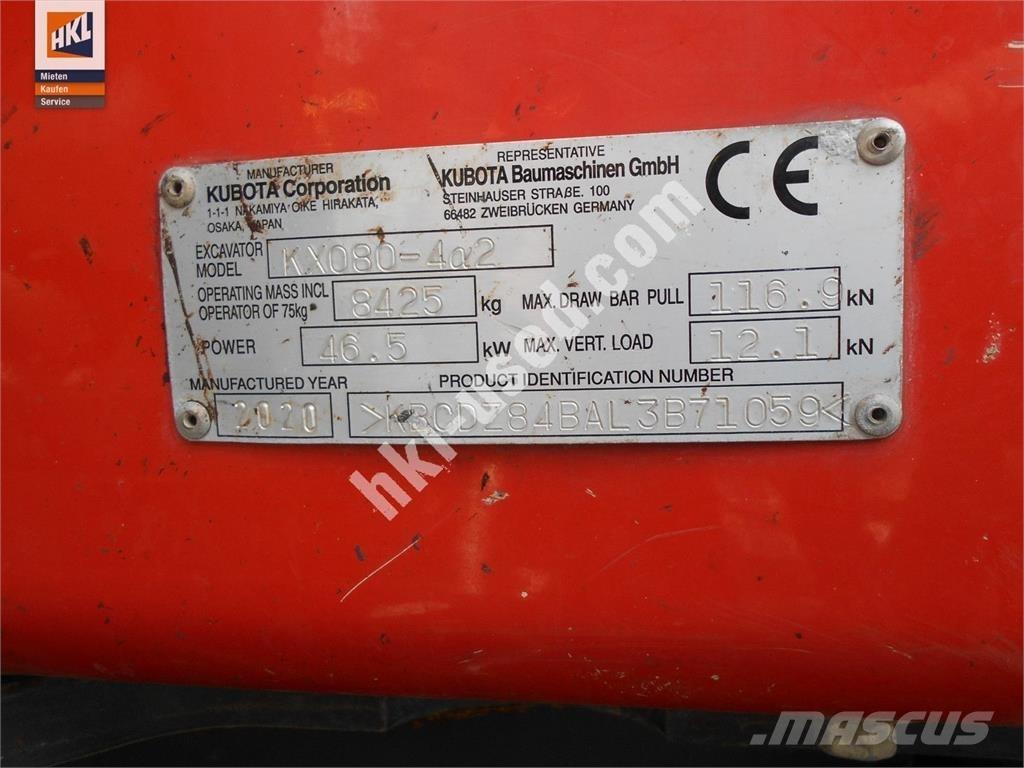 HKL
Mieten
Kaufen
Service
MANUFACTURER
KUBOTA Corporation
1-1-1 NAKAMIYA OIKE HIRAKATA,
OSAKA, JAPAN
REPRESENTATIVE
KUBOTA Baumaschinen GmbH
STEINHAUSER STRAßE. 100
66482 ZWEIBRÜCKEN GERMANY
CE
EXCAVATOR MODEL KX080-4α2
OPERATING MASS INCL OPERATOR OF 75kg 8425 kg
MAX. DRAW BAR PULL 116.9 kN
POWER 46.5 kW
MAX. VERT. LOAD 12.1 kN
MANUFACTURED YEAR
2020
PRODUCT IDENTIFICATION NUMBER
>KBCDZ84BAL3B71059<
hkl-used.com
MASCUS